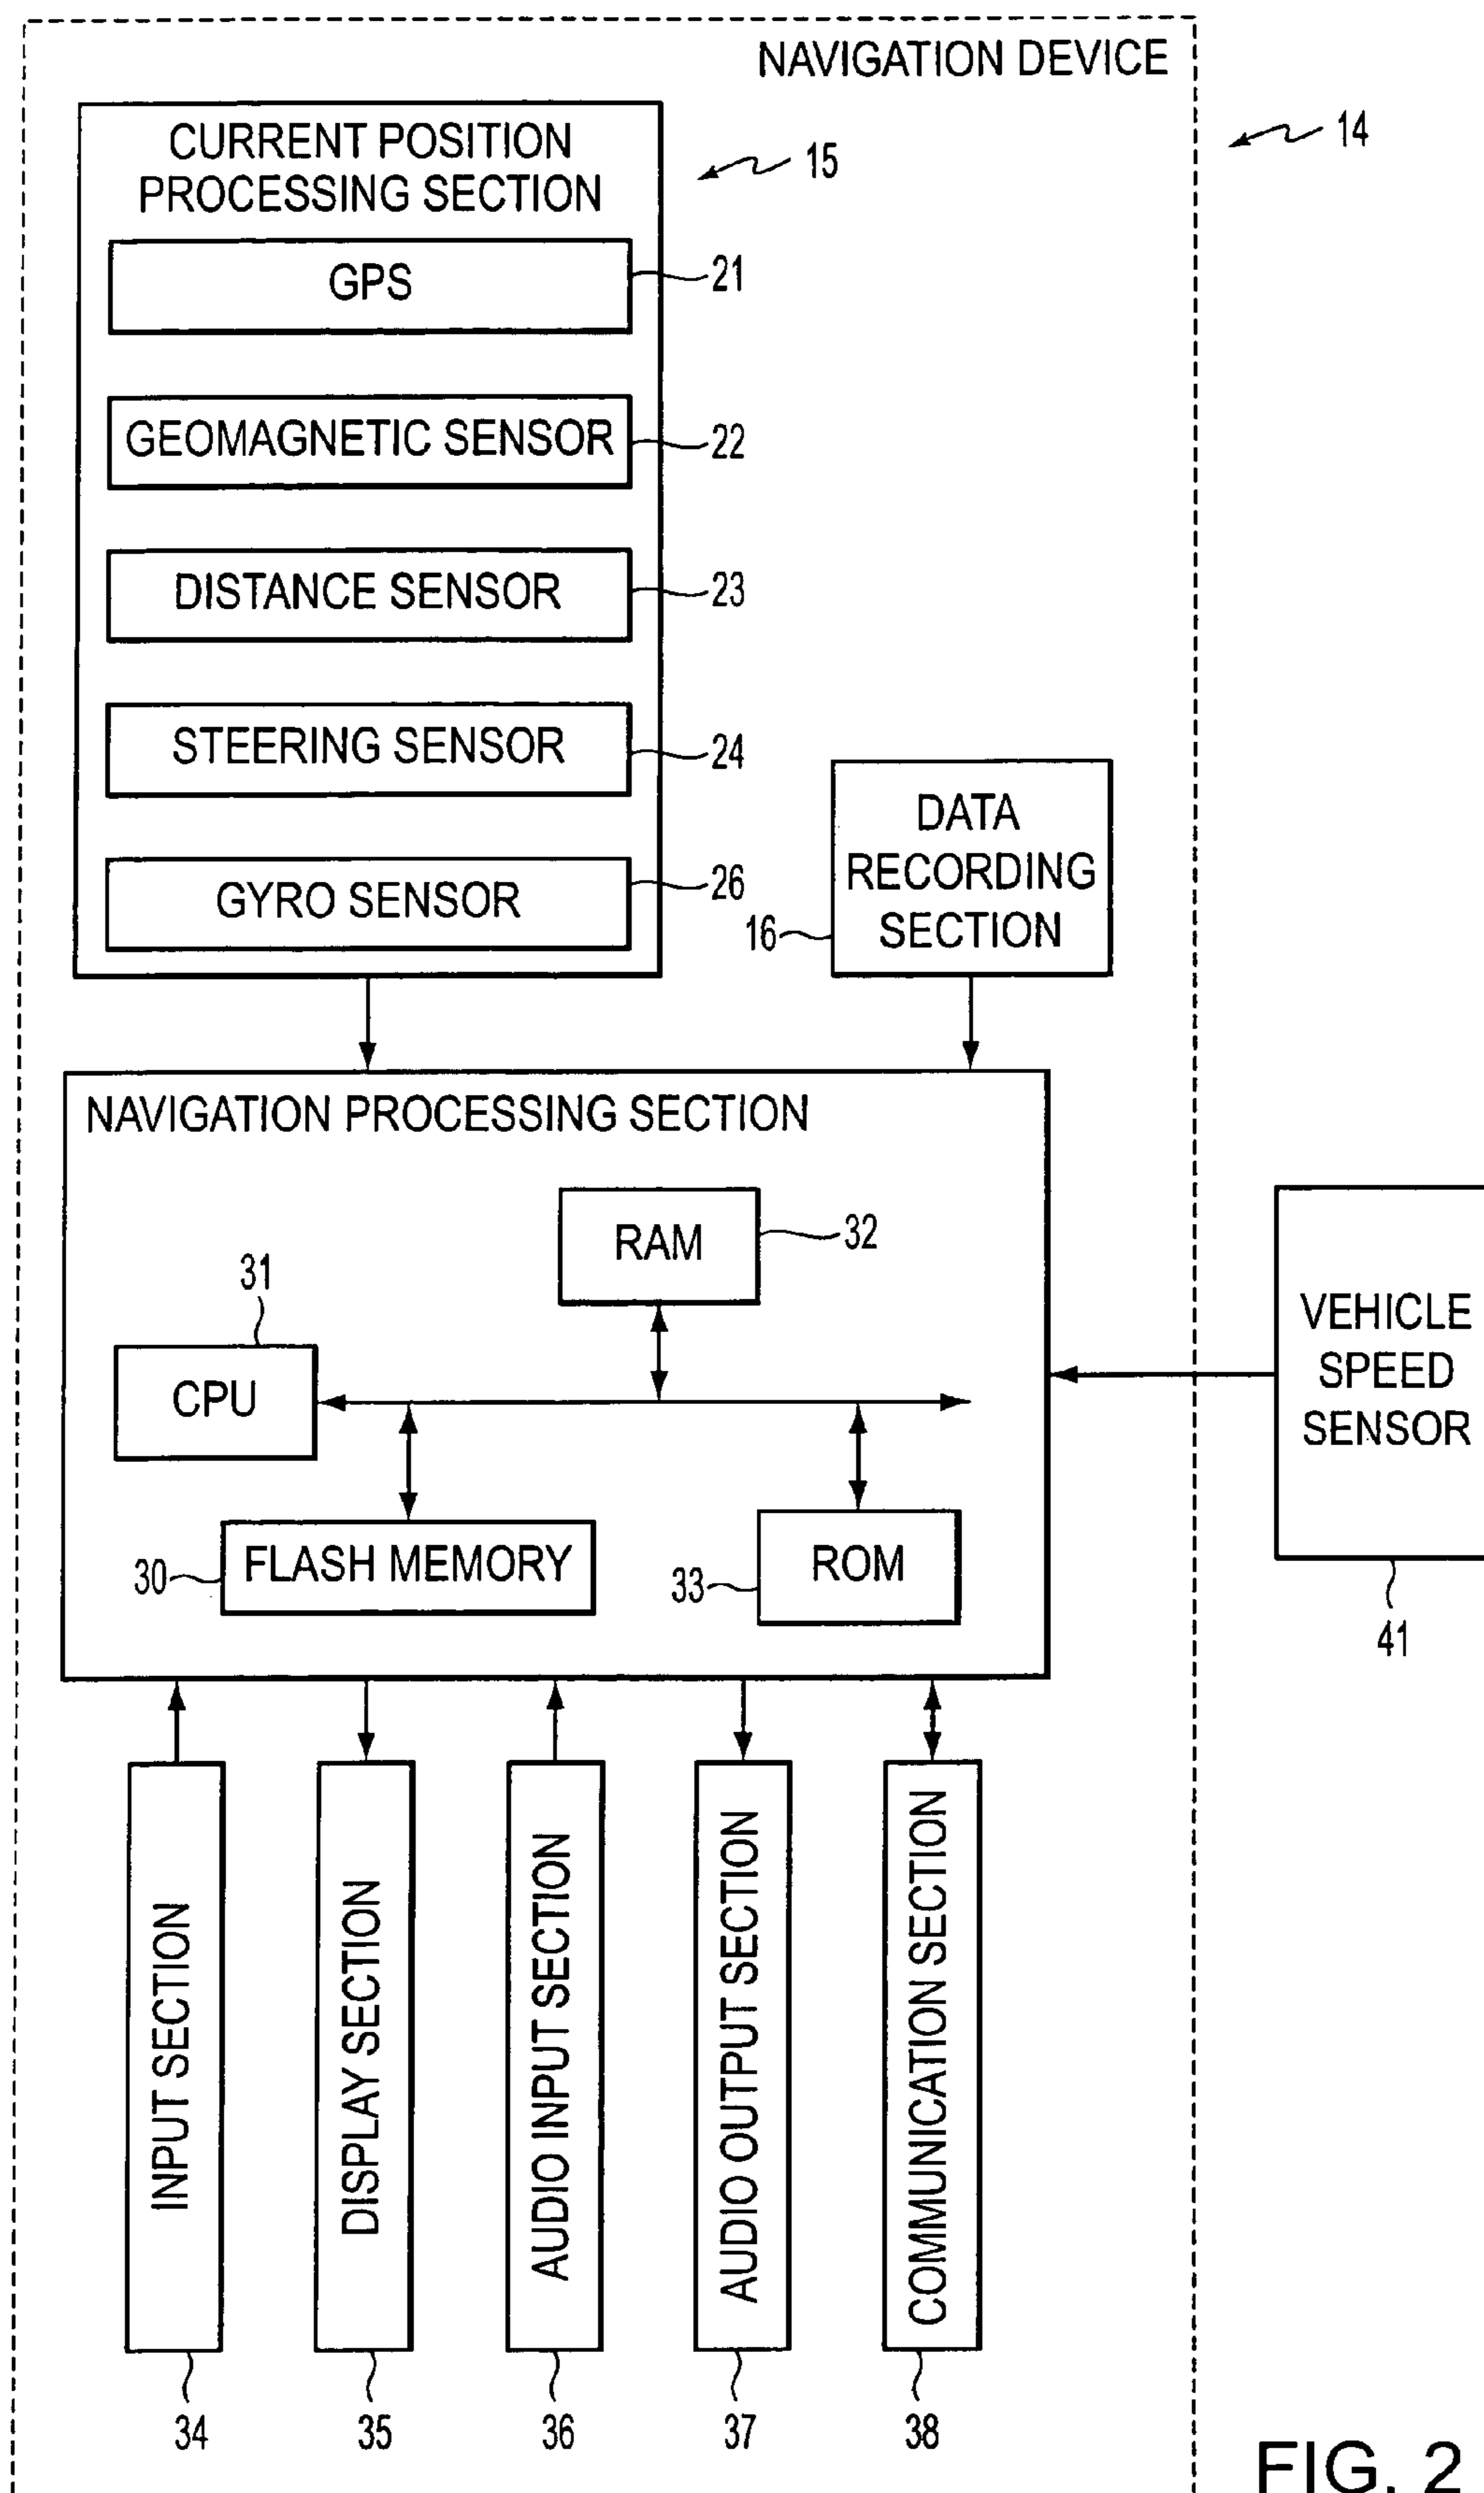 NAVIGATION DEVICE
14
CURRENT POSITION
PROCESSING SECTION
15
GPS
21
GEOMAGNETIC SENSOR
22
DISTANCE SENSOR
23
STEERING SENSOR
24
GYRO SENSOR
26
DATA
RECORDING
SECTION
16
NAVIGATION PROCESSING SECTION
RAM
32
31
CPU
FLASH MEMORY
30
ROM
33
VEHICLE
SPEED
SENSOR
41
INPUT SECTION
DISPLAY SECTION
AUDIO INPUT SECTION
AUDIO OUTPUT SECTION
COMMUNICATION SECTION
34
35
36
37
38
FIG. 2